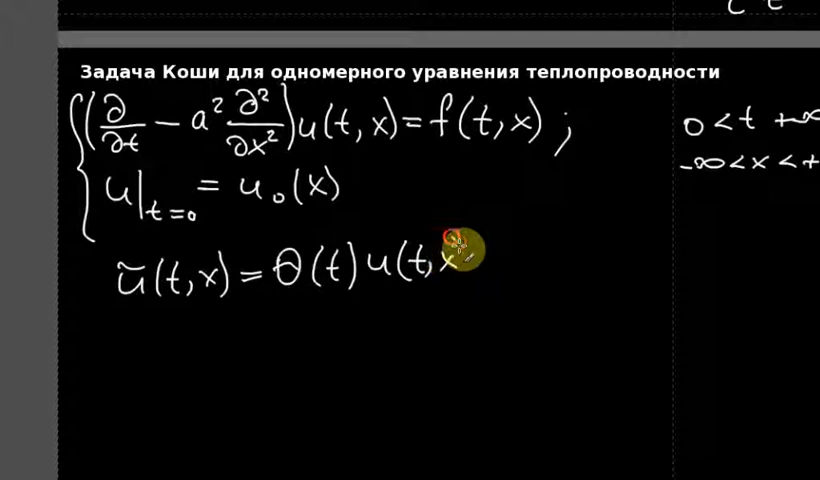 Задача Коши для одномерного уравнения теплопроводности
(∂/∂t − a² ∂²/∂x²) u(t, x) = f(t, x) ; 0 < t +∞
u|t=0 = u₀(x) -∞ < x < +
ũ(t, x) = θ(t) u(t, x